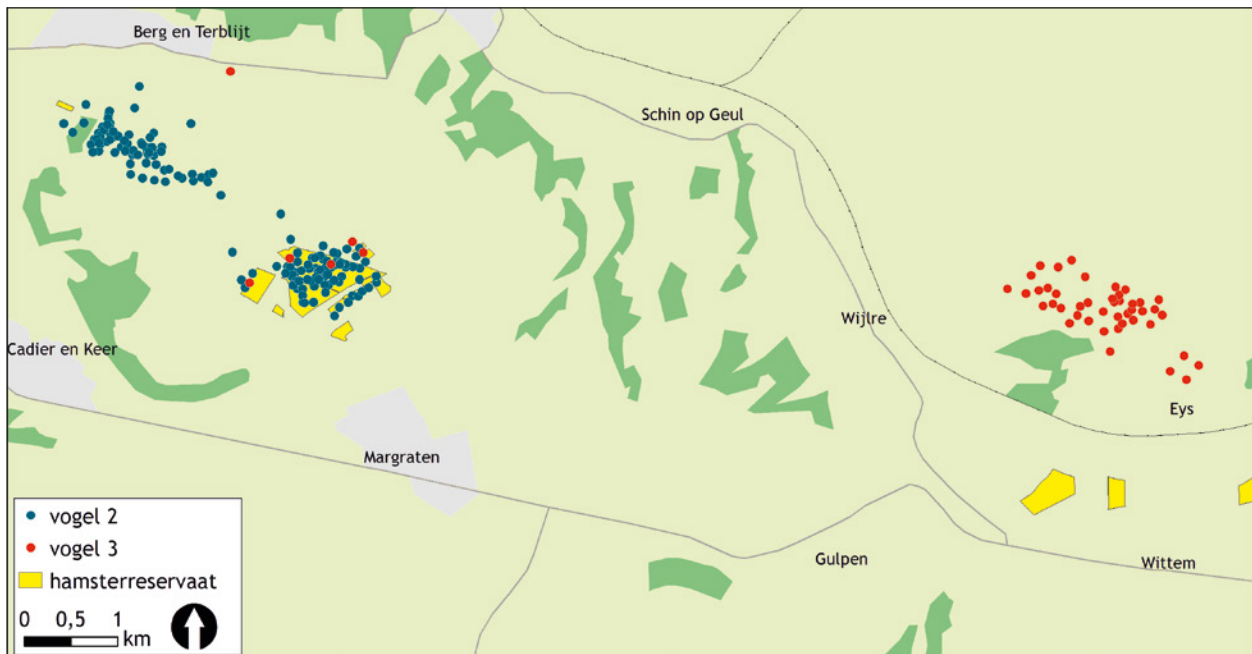 Berg en Terblijt
Schin op Geul
Wijlre
Cadier en Keer
Eys
Margraten
Gulpen
Wittem
vogel 2
vogel 3
hamsterreservaat
0 0,5 1
km